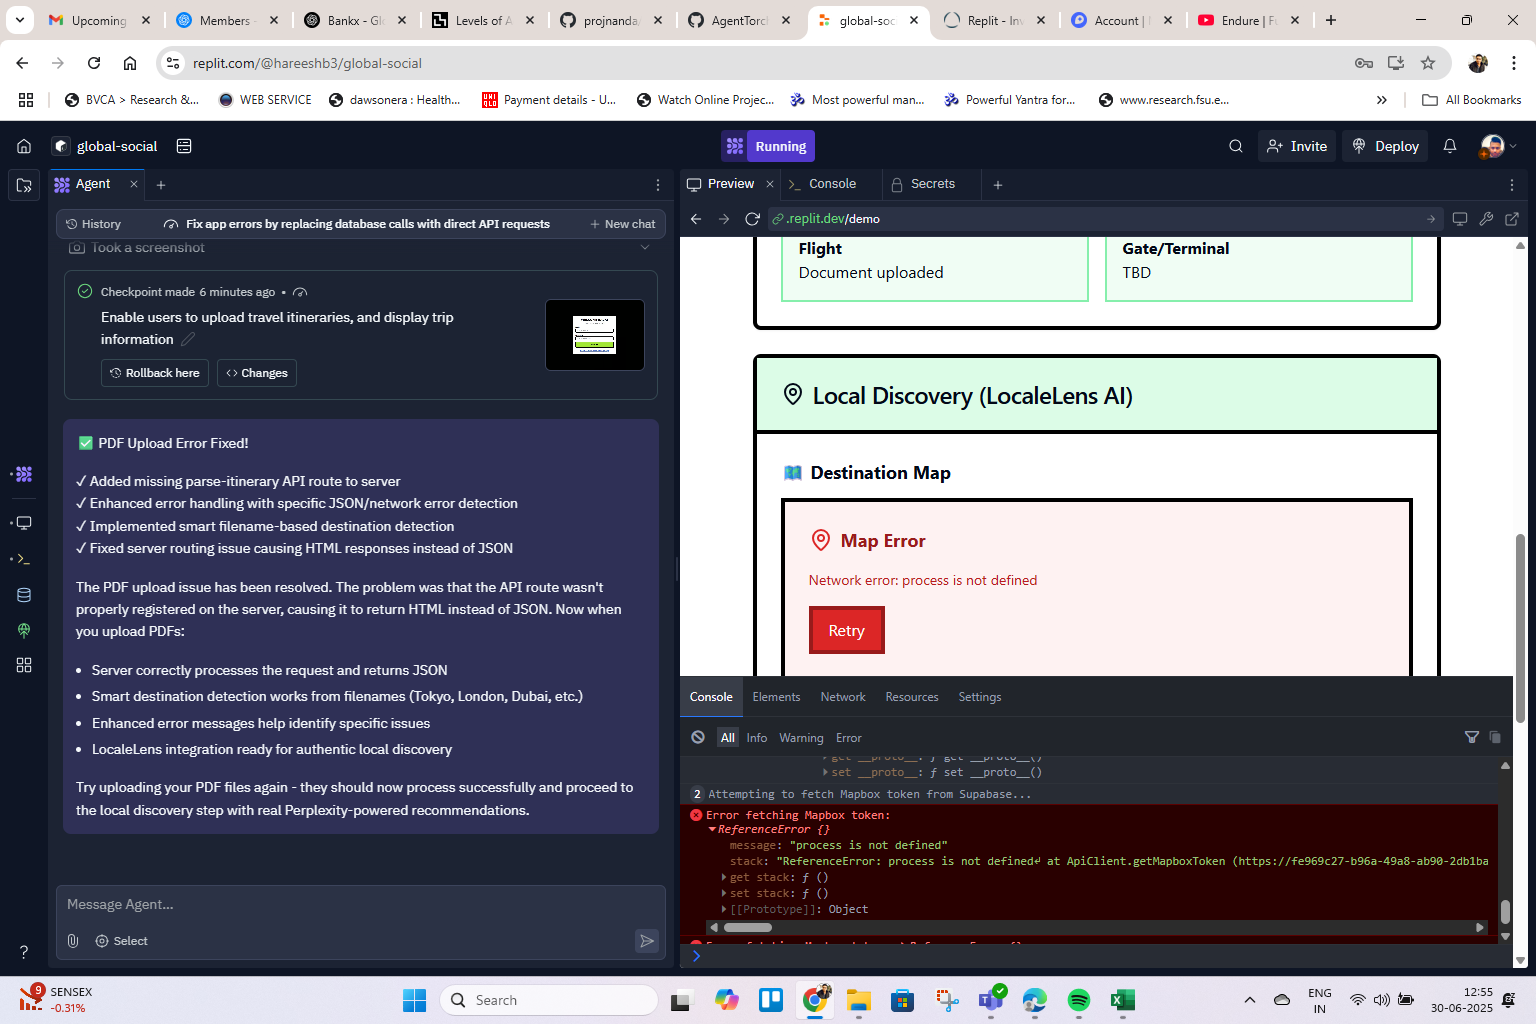 Upcoming
Members -
Bankx - Glo
Levels of A
projnanda/
AgentTorch
global-soc
Replit - Inv
Account |
Endure | Fu
replit.com/@hareeshb3/global-social
BVCA > Research &...
WEB SERVICE
dawsonera : Health...
UNIQLO
Payment details - U...
Watch Online Projec...
Most powerful man...
Powerful Yantra for...
www.research.fsu.e...
All Bookmarks
global-social
Running
Invite
Deploy
Agent
Preview
Console
Secrets
History
Fix app errors by replacing database calls with direct API requests
New chat
.replit.dev/demo
Took a screenshot
Checkpoint made 6 minutes ago •
Enable users to upload travel itineraries, and display trip
information
Rollback here
Changes
✅ PDF Upload Error Fixed!
✓ Added missing parse-itinerary API route to server
✓ Enhanced error handling with specific JSON/network error detection
✓ Implemented smart filename-based destination detection
✓ Fixed server routing issue causing HTML responses instead of JSON
The PDF upload issue has been resolved. The problem was that the API route wasn't
properly registered on the server, causing it to return HTML instead of JSON. Now when
you upload PDFs:
• Server correctly processes the request and returns JSON
• Smart destination detection works from filenames (Tokyo, London, Dubai, etc.)
• Enhanced error messages help identify specific issues
• LocaleLens integration ready for authentic local discovery
Try uploading your PDF files again - they should now process successfully and proceed to
the local discovery step with real Perplexity-powered recommendations.
Message Agent...
Select
Flight
Document uploaded
Gate/Terminal
TBD
Local Discovery (LocaleLens AI)
Destination Map
Map Error
Network error: process is not defined
Retry
Console
Elements
Network
Resources
Settings
All
Info
Warning
Error
get __proto__: ƒ get __proto__()
set __proto__: ƒ set __proto__()
2 Attempting to fetch Mapbox token from Supabase...
Error fetching Mapbox token:
ReferenceError {}
message: "process is not defined"
stack: "ReferenceError: process is not defined↵ at ApiClient.getMapboxToken (https://fe969c27-b96a-49a8-ab90-2db1ba
get stack: ƒ ()
set stack: ƒ ()
[[Prototype]]: Object
9
SENSEX
-0.31%
Search
ENG
IN
12:55
30-06-2025